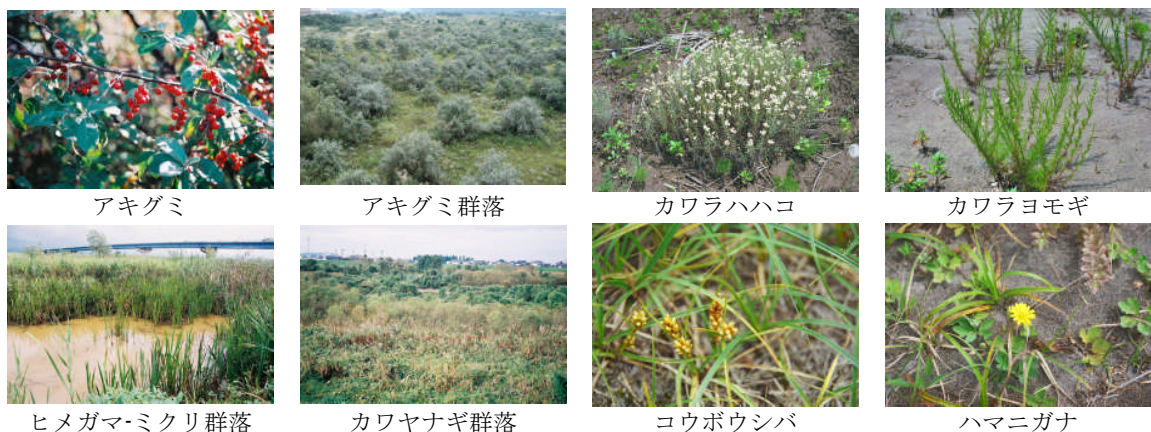 アキグミ
アキグミ群落
カワラハハコ
カワラヨモギ
ヒメガマ-ミクリ群落
カワヤナギ群落
コウボウシバ
ハマニガナ